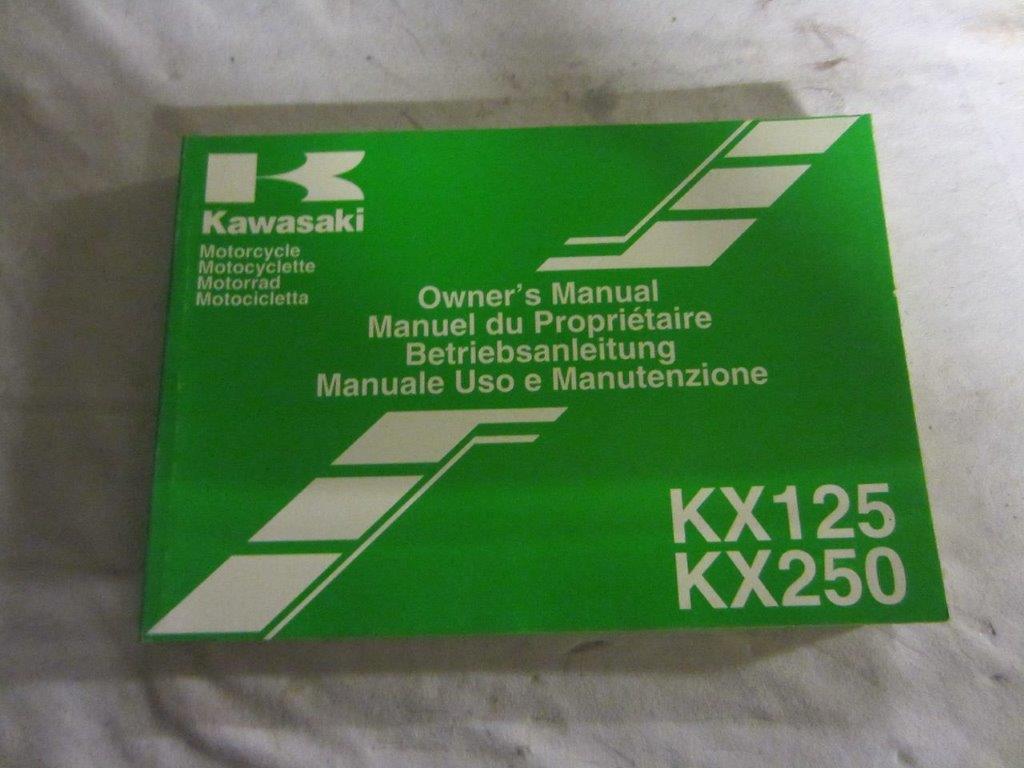 Kawasaki
Motorcycle
Motocyclette
Motorrad
Motocicletta
Owner's Manual
Manuel du Propriétaire
Betriebsanleitung
Manuale Uso e Manutenzione
KX125
KX250